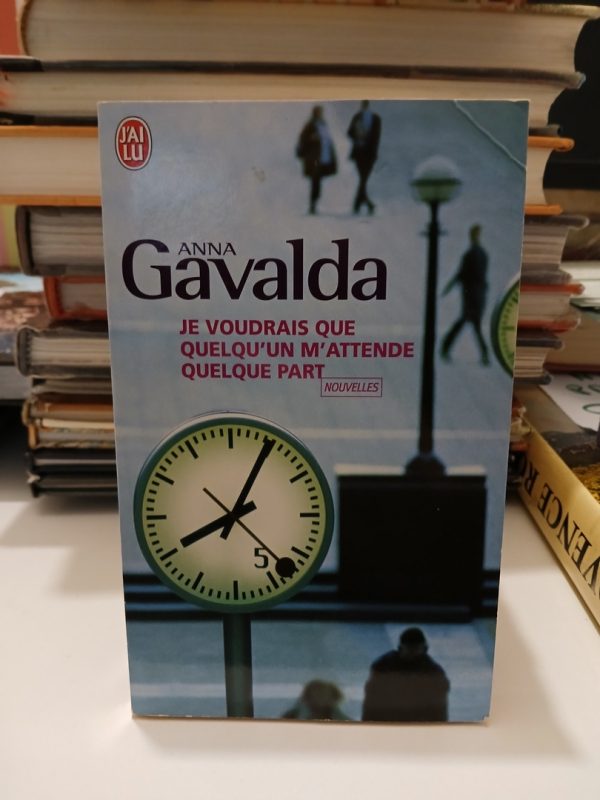 J'AI
LU
ANNA
Gavalda
JE VOUDRAIS QUE
QUELQU'UN M'ATTENDE
QUELQUE PART
NOUVELLES
5